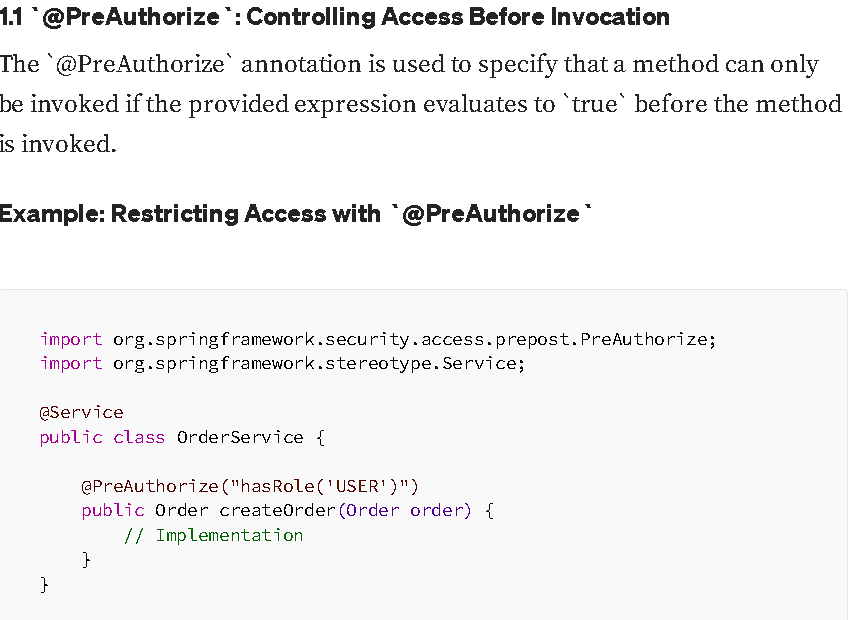 1.1 `@PreAuthorize`: Controlling Access Before Invocation
The `@PreAuthorize` annotation is used to specify that a method can only
be invoked if the provided expression evaluates to `true` before the method
is invoked.
Example: Restricting Access with `@PreAuthorize`
import org.springframework.security.access.prepost.PreAuthorize;
import org.springframework.stereotype.Service;
@Service
public class OrderService {
@PreAuthorize("hasRole('USER')")
public Order createOrder(Order order) {
// Implementation
}
}